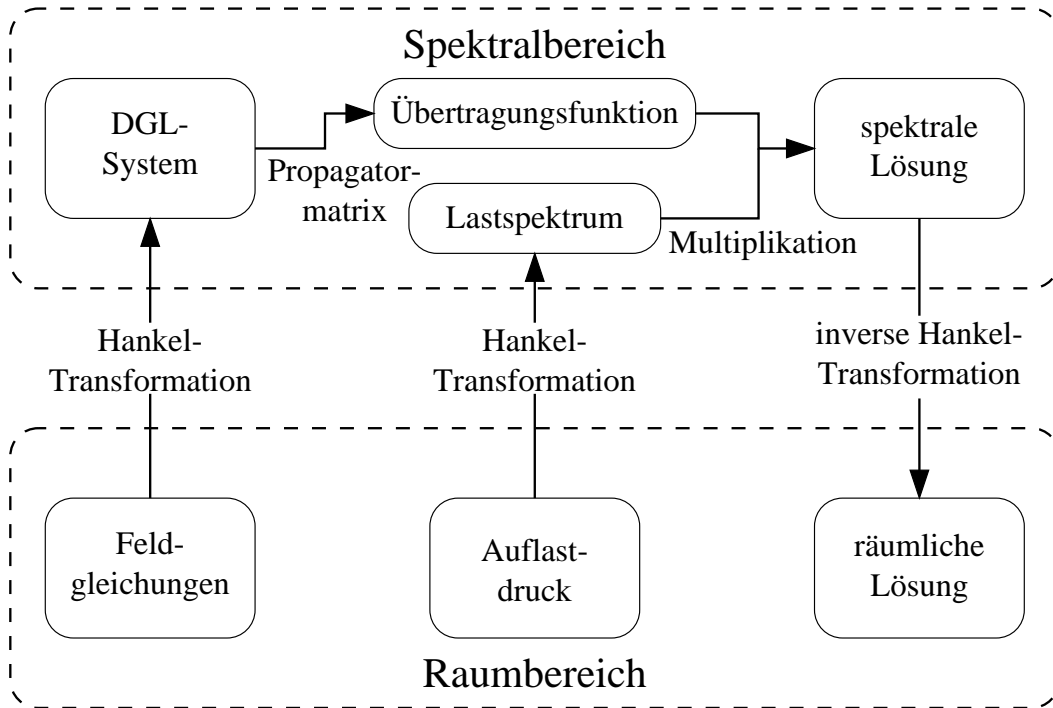 Spektralbereich
DGL-
System
Übertragungsfunktion
spektrale
Lösung
Propagator-
matrix
Lastspektrum
Multiplikation
Hankel-
Transformation
Hankel-
Transformation
inverse Hankel-
Transformation
Feld-
gleichungen
Auflast-
druck
räumliche
Lösung
Raumbereich